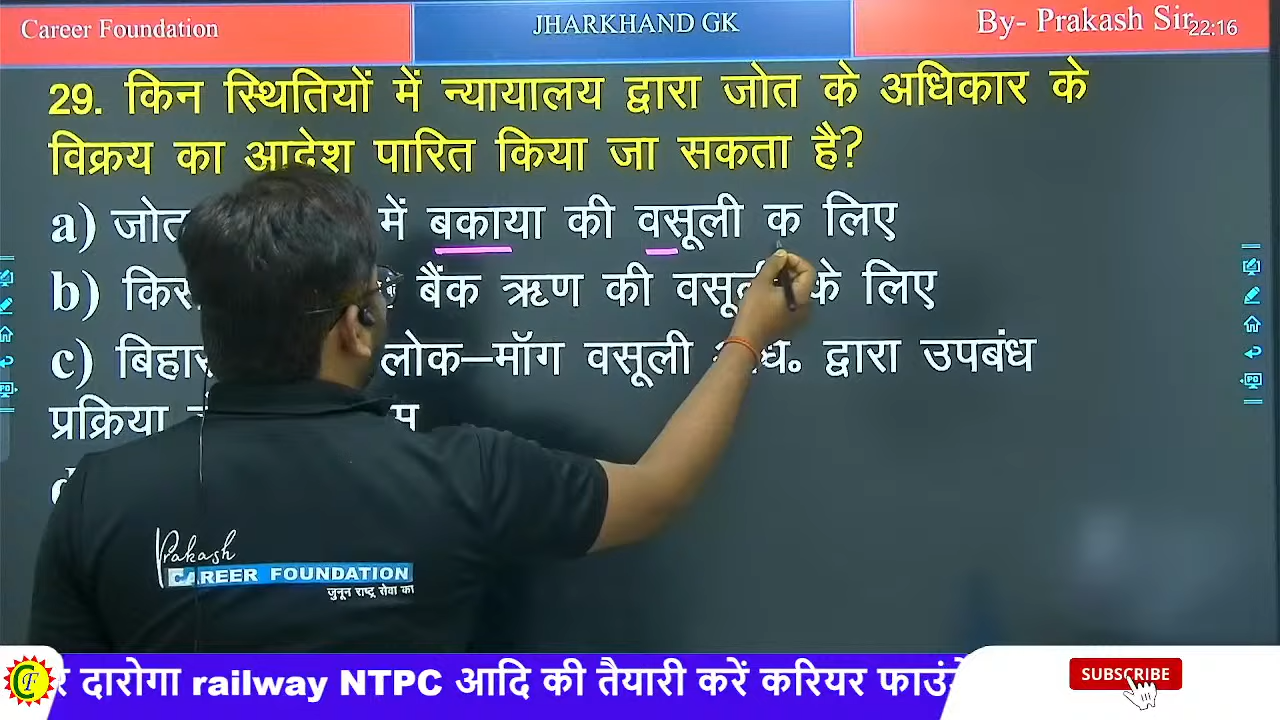 Career Foundation
JHARKHAND GK
By- Prakash Sir
22:16
29. किन स्थितियों में न्यायालय द्वारा जोत के अधिकार के
विक्रय का आदेश पारित किया जा सकता है?
a) में बकाया की वसूली क लिए
b) बैंक ऋण की वसूली के लिए
c) बिहार लोक–मॉग वसूली द्वारा उपबंध
प्रक्रिया
Prakash
CAREER FOUNDATION
जुनून राष्ट्र सेवा का
दारोगा railway NTPC आदि की तैयारी करें करियर
SUBSCRIBE